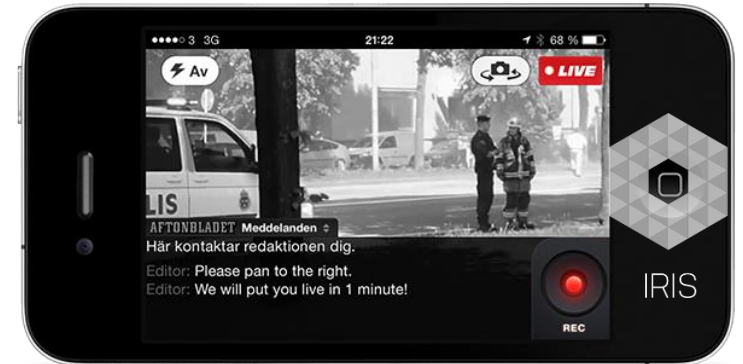 3 3G
21:22
68 %
Av
LIVE
LIS
AFTONBLADET Meddelanden
Här kontaktar redaktionen dig.
Editor: Please pan to the right.
Editor: We will put you live in 1 minute!
REC
IRIS